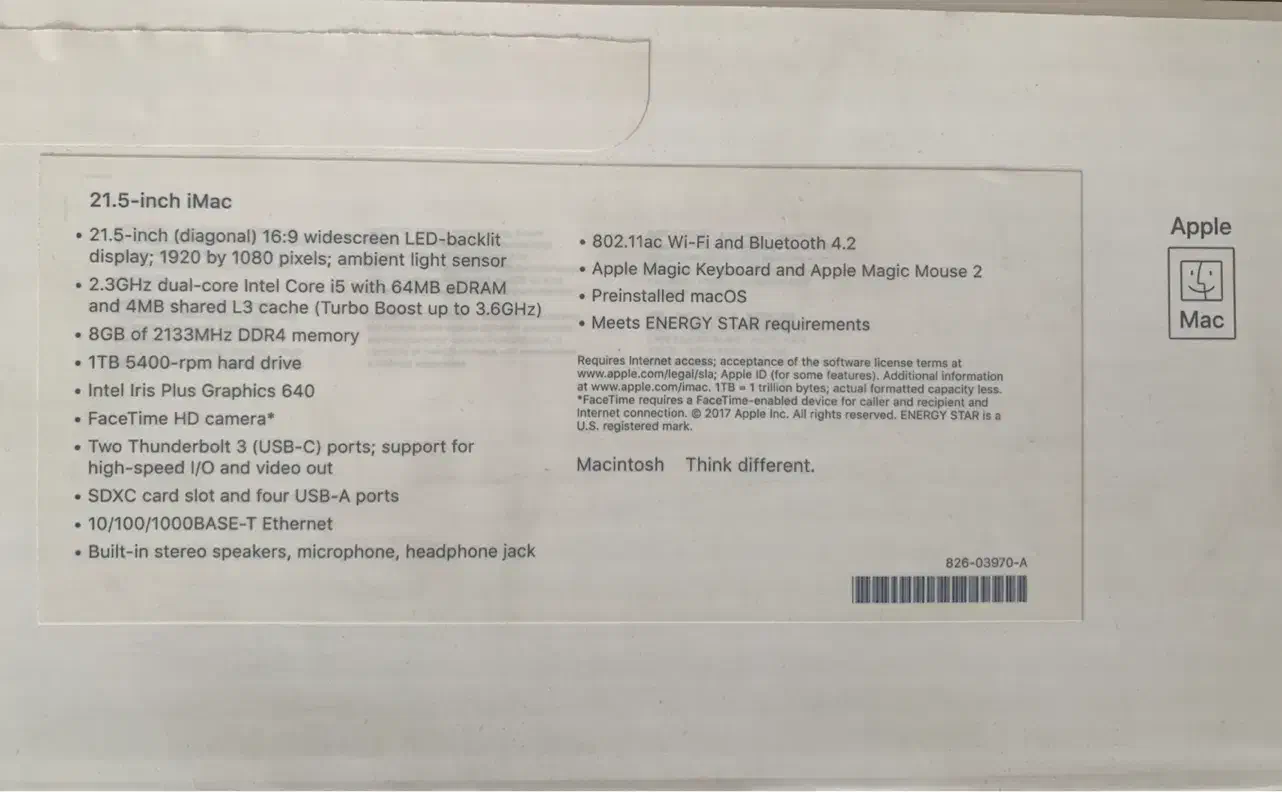 21.5-inch iMac
• 21.5-inch (diagonal) 16:9 widescreen LED-backlit
display; 1920 by 1080 pixels; ambient light sensor
• 2.3GHz dual-core Intel Core i5 with 64MB eDRAM
and 4MB shared L3 cache (Turbo Boost up to 3.6GHz)
• 8GB of 2133MHz DDR4 memory
• 1TB 5400-rpm hard drive
• Intel Iris Plus Graphics 640
• FaceTime HD camera*
• Two Thunderbolt 3 (USB-C) ports; support for
high-speed I/O and video out
• SDXC card slot and four USB-A ports
• 10/100/1000BASE-T Ethernet
• Built-in stereo speakers, microphone, headphone jack
• 802.11ac Wi-Fi and Bluetooth 4.2
• Apple Magic Keyboard and Apple Magic Mouse 2
• Preinstalled macOS
• Meets ENERGY STAR requirements
Requires Internet access; acceptance of the software license terms at
www.apple.com/legal/sla; Apple ID (for some features). Additional information
at www.apple.com/imac. 1TB = 1 trillion bytes; actual formatted capacity less.
*FaceTime requires a FaceTime-enabled device for caller and recipient and
Internet connection. © 2017 Apple Inc. All rights reserved. ENERGY STAR is a
U.S. registered mark.
Macintosh Think different.
826-03970-A
Apple
Mac